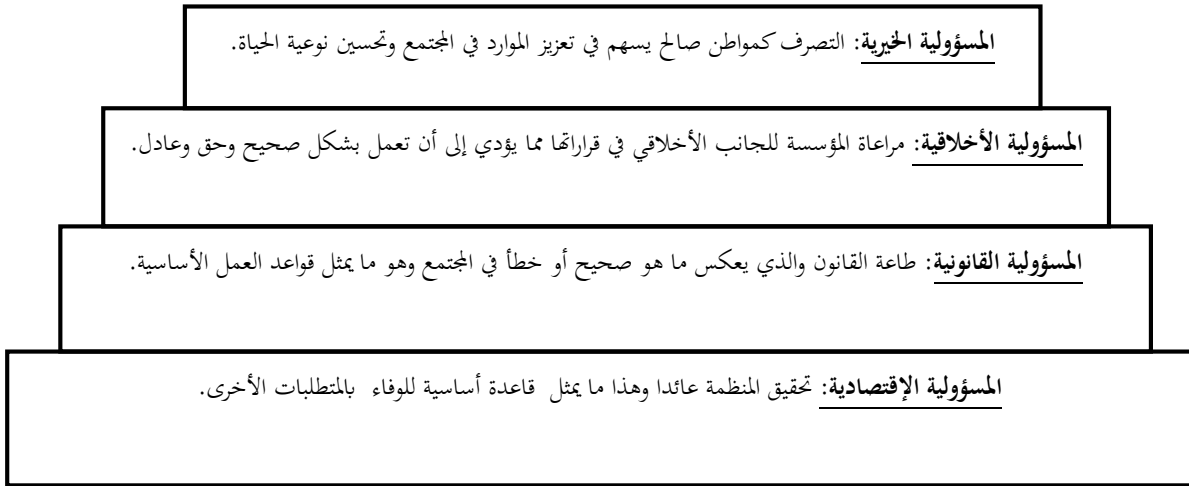 المسؤولية الخيرية: التصرف كمواطن صالح يسهم في تعزيز الموارد في المجتمع وتحسين نوعية الحياة.
المسؤولية الأخلاقية: مراعاة المؤسسة للجانب الأخلاقي في قراراتها مما يؤدي إلى أن تعمل بشكل صحيح وحق وعادل.
المسؤولية القانونية: طاعة القانون والذي يعكس ما هو صحيح أو خطأ في المجتمع وهو ما يمثل قواعد العمل الأساسية.
المسؤولية الإقتصادية: تحقيق المنظمة عائدا وهذا ما يمثل قاعدة أساسية للوفاء بالمتطلبات الأخرى.